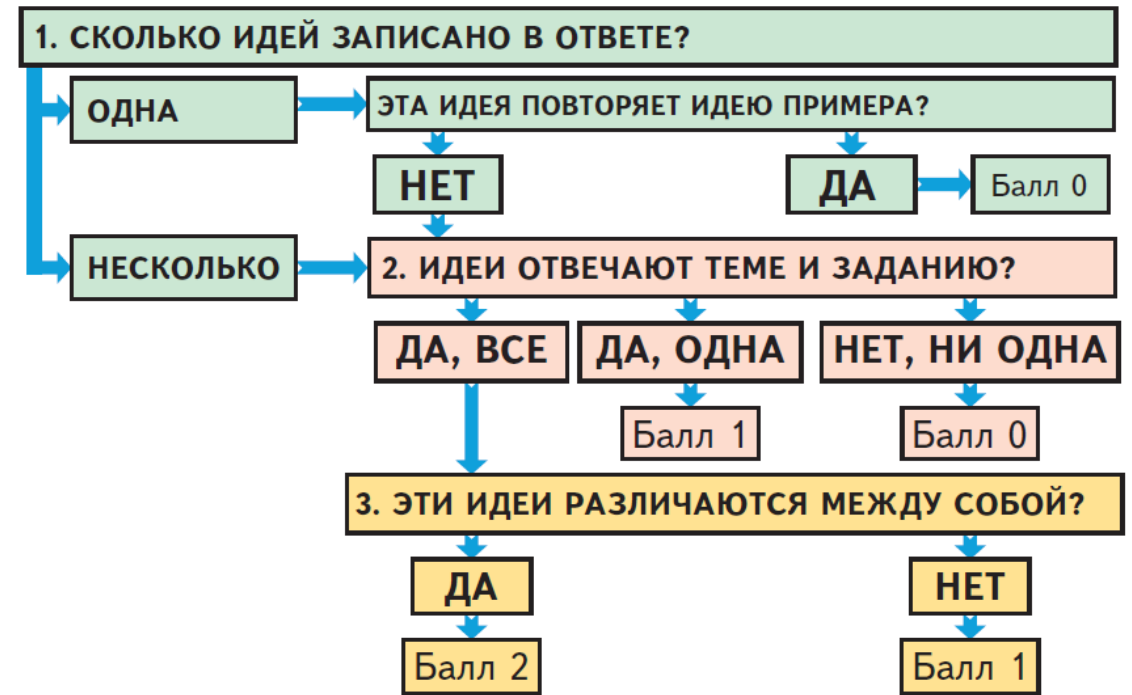 1. СКОЛЬКО ИДЕЙ ЗАПИСАНО В ОТВЕТЕ?
ОДНА
ЭТА ИДЕЯ ПОВТОРЯЕТ ИДЕЮ ПРИМЕРА?
НЕТ
ДА
Балл 0
НЕСКОЛЬКО
2. ИДЕИ ОТВЕЧАЮТ ТЕМЕ И ЗАДАНИЮ?
ДА, ВСЕ
ДА, ОДНА
НЕТ, НИ ОДНА
Балл 1
Балл 0
3. ЭТИ ИДЕИ РАЗЛИЧАЮТСЯ МЕЖДУ СОБОЙ?
ДА
НЕТ
Балл 2
Балл 1